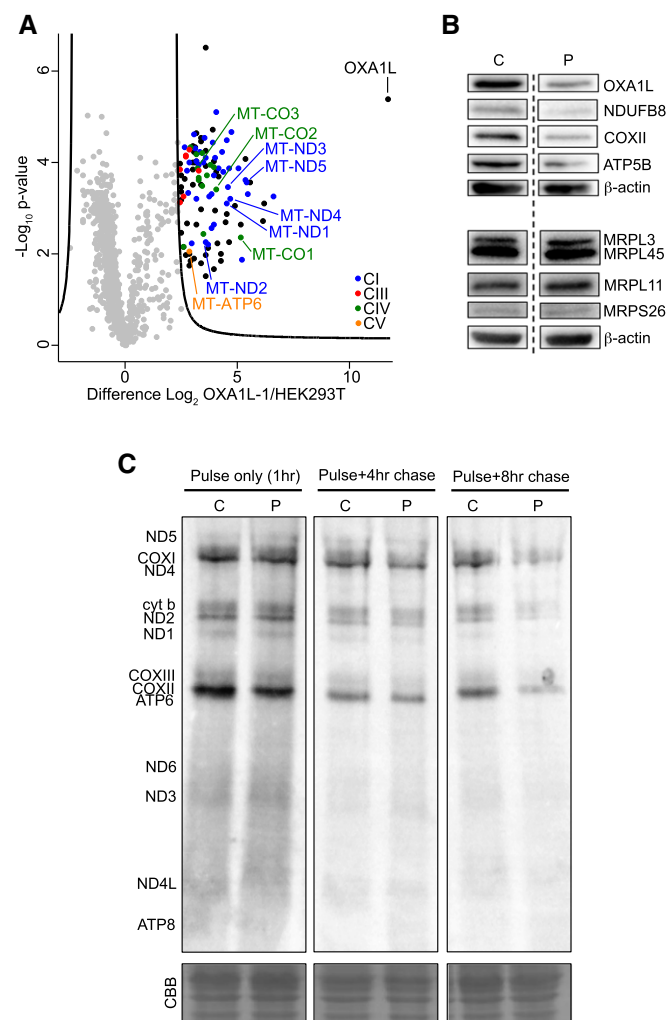 A
-Log10 p-value
6
4
2
0
OXA1L
MT-CO3
MT-CO2
MT-ND3
MT-ND5
MT-ND4
MT-ND1
MT-CO1
MT-ND2
MT-ATP6
CI
CIII
CIV
CV
0 5 10
Difference Log2 OXA1L-1/HEK293T
B
C P
OXA1L
NDUFB8
COXII
ATP5B
β-actin
MRPL3
MRPL45
MRPL11
MRPS26
β-actin
C
Pulse only (1hr) Pulse+4hr chase Pulse+8hr chase
C P C P C P
ND5
COXI
ND4
cyt b
ND2
ND1
COXIII
COXII
ATP6
ND6
ND3
ND4L
ATP8
CBB